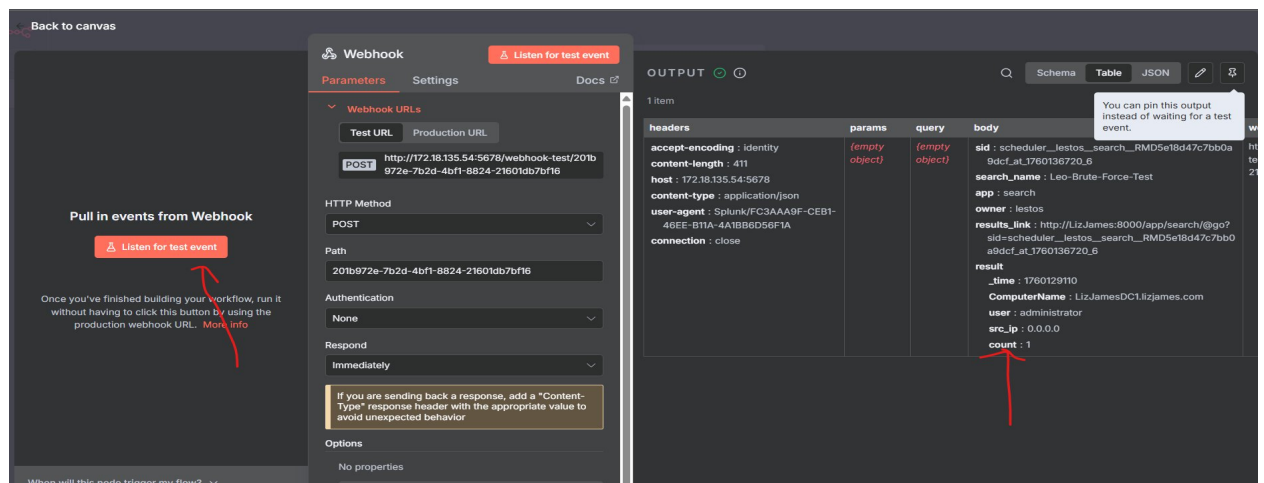 Back to canvas
Pull in events from Webhook
Listen for test event
Once you've finished building your workflow, run it
without having to click this button by using the
production webhook URL. More info
When will this node trigger my flow?
Webhook
Listen for test event
Parameters Settings Docs
Webhook URLs
Test URL Production URL
POST http://172.18.135.54:5678/webhook-test/201b
972e-7b2d-4bf1-8824-21601db7bf16
HTTP Method
POST
Path
201b972e-7b2d-4bf1-8824-21601db7bf16
Authentication
None
Respond
Immediately
If you are sending back a response, add a "Content-
Type" response header with the appropriate value to
avoid unexpected behavior
Options
No properties
OUTPUT
Schema Table JSON
1 item
You can pin this output
instead of waiting for a test
event.
headers params query body
accept-encoding : identity
content-length : 411
host : 172.18.135.54:5678
content-type : application/json
user-agent : Splunk/FC3AAA9F-CEB1-
46EE-B11A-4A1BB6D56F1A
connection : close
{empty
object}
{empty
object}
sid : scheduler__lestos__search__RMD5e18d47c7bb0a
9dcf_at_1760136720_6
search_name : Leo-Brute-Force-Test
app : search
owner : lestos
results_link : http://LizJames:8000/app/search/@go?
sid=scheduler__lestos__search__RMD5e18d47c7bb0
a9dcf_at_1760136720_6
result
_time : 1760129110
ComputerName : LizJamesDC1.lizjames.com
user : administrator
src_ip : 0.0.0.0
count : 1